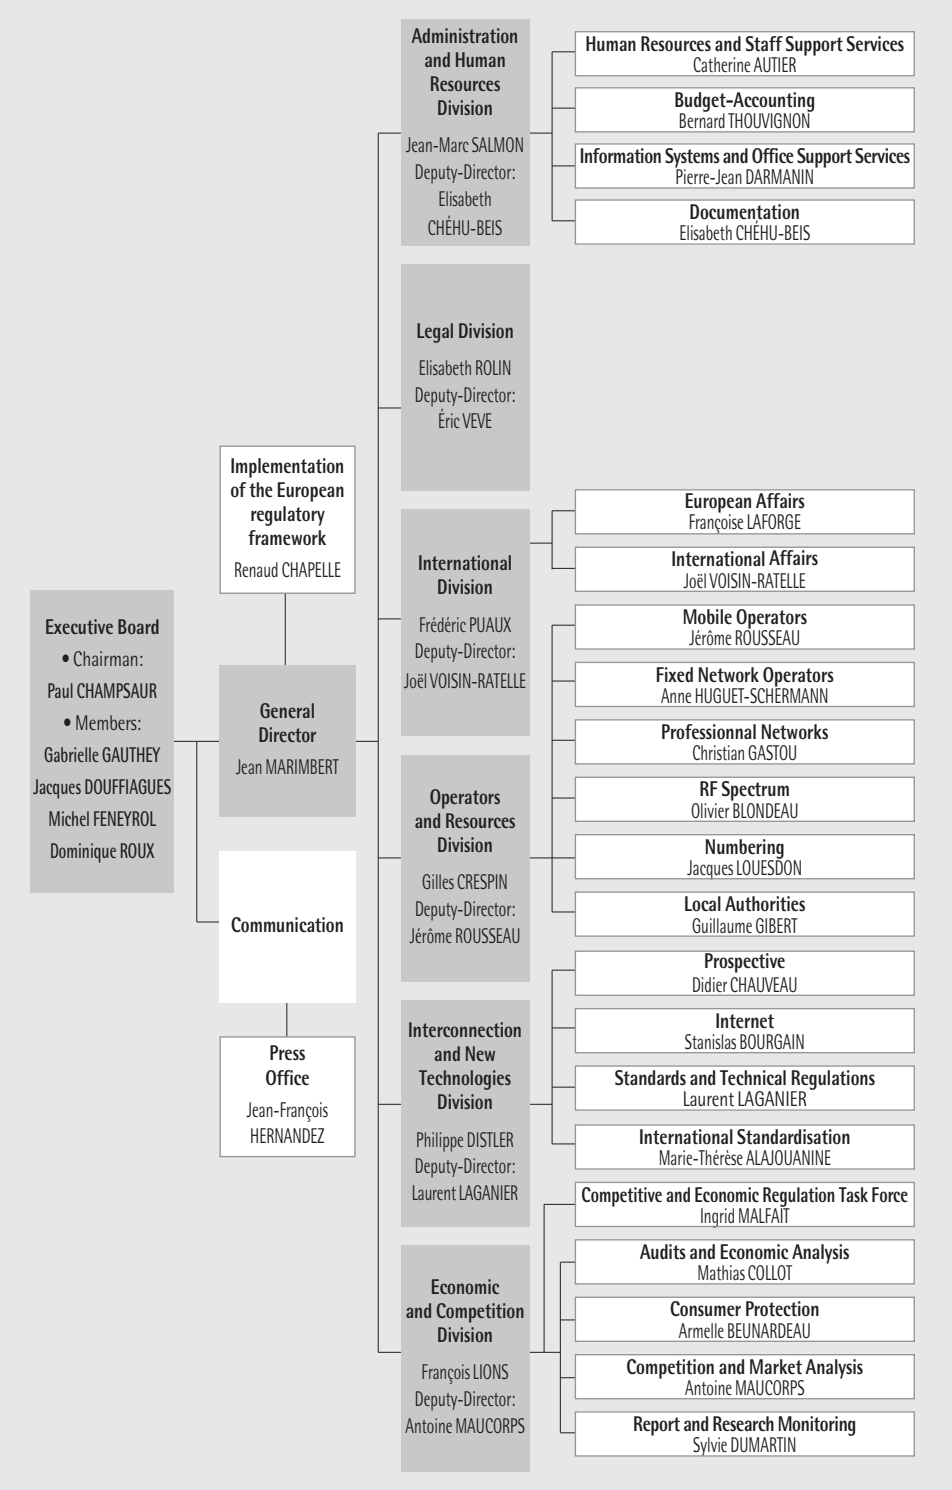 Executive Board
• Chairman:
Paul CHAMPSAUR
• Members:
Gabrielle GAUTHEY
Jacques DOUFFIAGUES
Michel FENEYROL
Dominique ROUX
Implementation
of the European
regulatory
framework
Renaud CHAPELLE
General
Director
Jean MARIMBERT
Communication
Press
Office
Jean-François
HERNANDEZ
Administration
and Human
Resources
Division
Jean-Marc SALMON
Deputy-Director:
Elisabeth
CHÉHU-BEIS
Human Resources and Staff Support Services
Catherine AUTIER
Budget-Accounting
Bernard THOUVIGNON
Information Systems and Office Support Services
Pierre-Jean DARMANIN
Documentation
Elisabeth CHÉHU-BEIS
Legal Division
Elisabeth ROLIN
Deputy-Director:
Éric VEVE
International
Division
Frédéric PUAUX
Deputy-Director:
Joël VOISIN-RATELLE
European Affairs
Françoise LAFORGE
International Affairs
Joël VOISIN-RATELLE
Operators
and Resources
Division
Gilles CRESPIN
Deputy-Director:
Jérôme ROUSSEAU
Mobile Operators
Jérôme ROUSSEAU
Fixed Network Operators
Anne HUGUET-SCHERMANN
Professionnal Networks
Christian GASTOU
RF Spectrum
Olivier BLONDEAU
Numbering
Jacques LOUESDON
Local Authorities
Guillaume GIBERT
Interconnection
and New
Technologies
Division
Philippe DISTLER
Deputy-Director:
Laurent LAGANIER
Prospective
Didier CHAUVEAU
Internet
Stanislas BOURGAIN
Standards and Technical Regulations
Laurent LAGANIER
International Standardisation
Marie-Thérèse ALAJOUANINE
Economic
and Competition
Division
François LIONS
Deputy-Director:
Antoine MAUCORPS
Competitive and Economic Regulation Task Force
Ingrid MALFAIT
Audits and Economic Analysis
Mathias COLLOT
Consumer Protection
Armelle BEUNARDEAU
Competition and Market Analysis
Antoine MAUCORPS
Report and Research Monitoring
Sylvie DUMARTIN